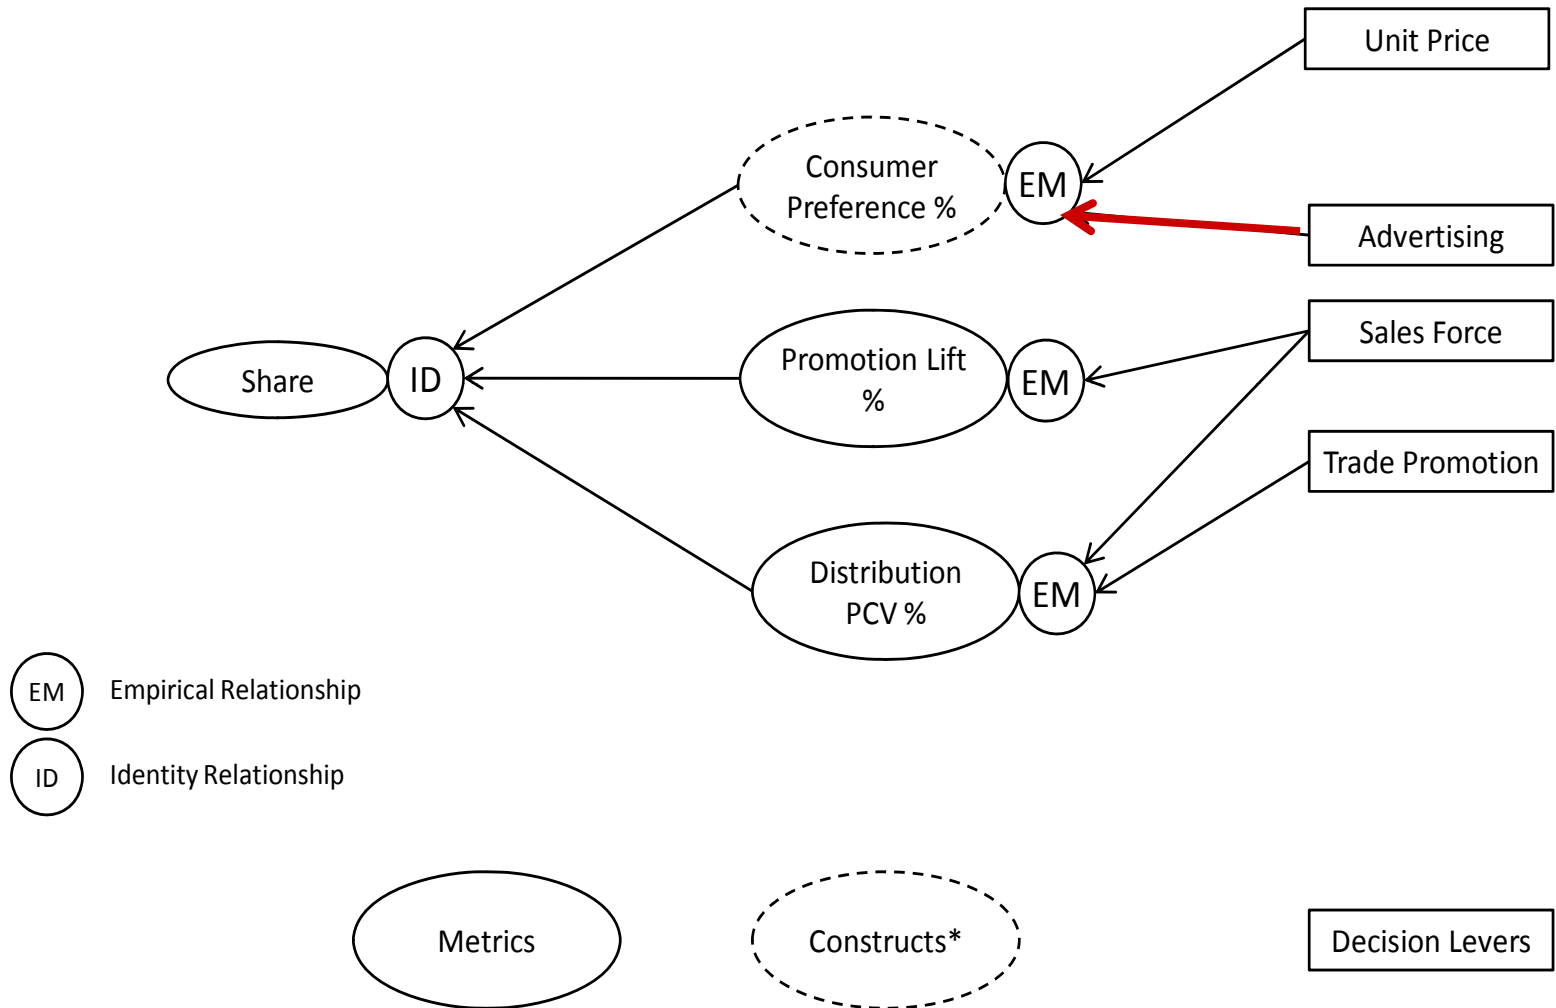 Unit Price
Consumer
Preference %
EM
Advertising
Share
ID
Promotion Lift
%
EM
Sales Force
Trade Promotion
Distribution
PCV %
EM
EM
Empirical Relationship
ID
Identity Relationship
Metrics
Constructs*
Decision Levers